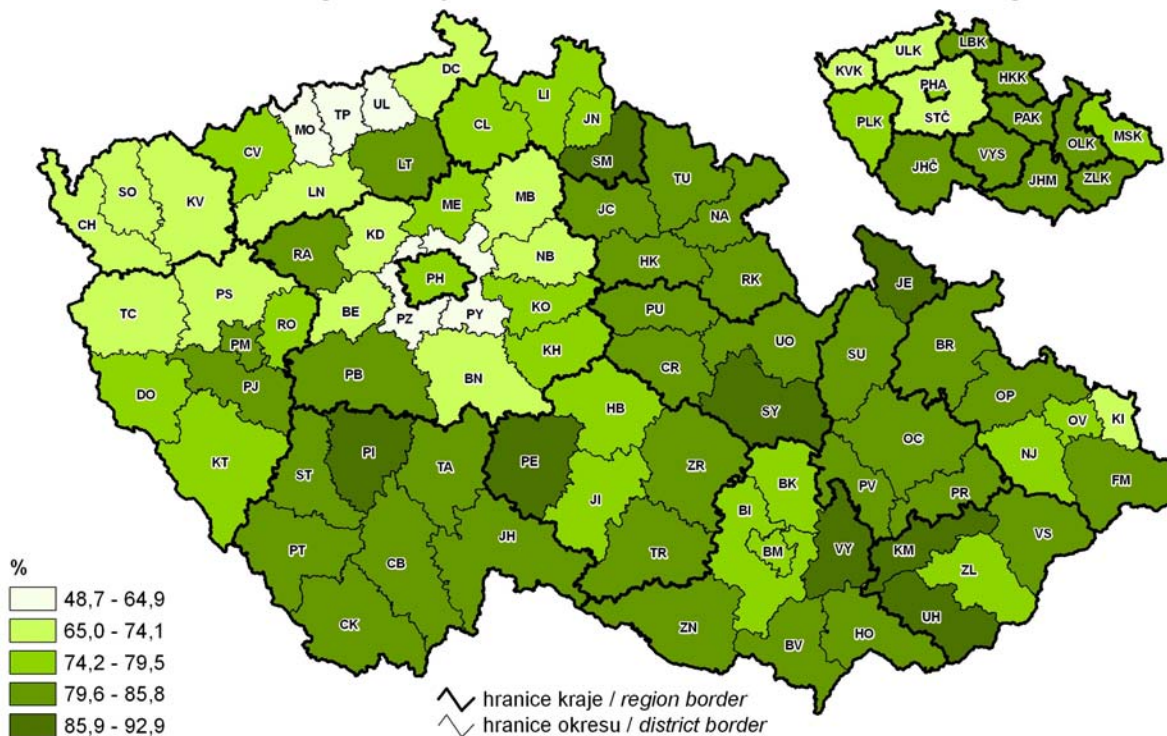 DC
UL
TP
MO
LI
JN
CL
CV
LT
SM
TU
LN
MB
ME
JC
NA
SO
KV
CH
KD
RA
NB
HK
RK
PH
PS
TC
BE
PZ
PY
KO
PU
JE
RO
PM
KH
UO
SU
BR
PB
BN
CR
PJ
DO
HB
SY
OP
OV
KI
OC
NJ
KT
ST
PI
TA
PE
ZR
BK
FM
JI
BI
PV
PR
JH
BM
VY
KM
VS
PT
CB
TR
ZL
CK
ZN
UH
BV
HO
ULK
LBK
KVK
HKK
PHA
STČ
PAK
PLK
OLK
MSK
VYS
JHČ
JHM
ZLK
%
48,7 - 64,9
65,0 - 74,1
74,2 - 79,5
79,6 - 85,8
85,9 - 92,9
hranice kraje / region border
hranice okresu / district border